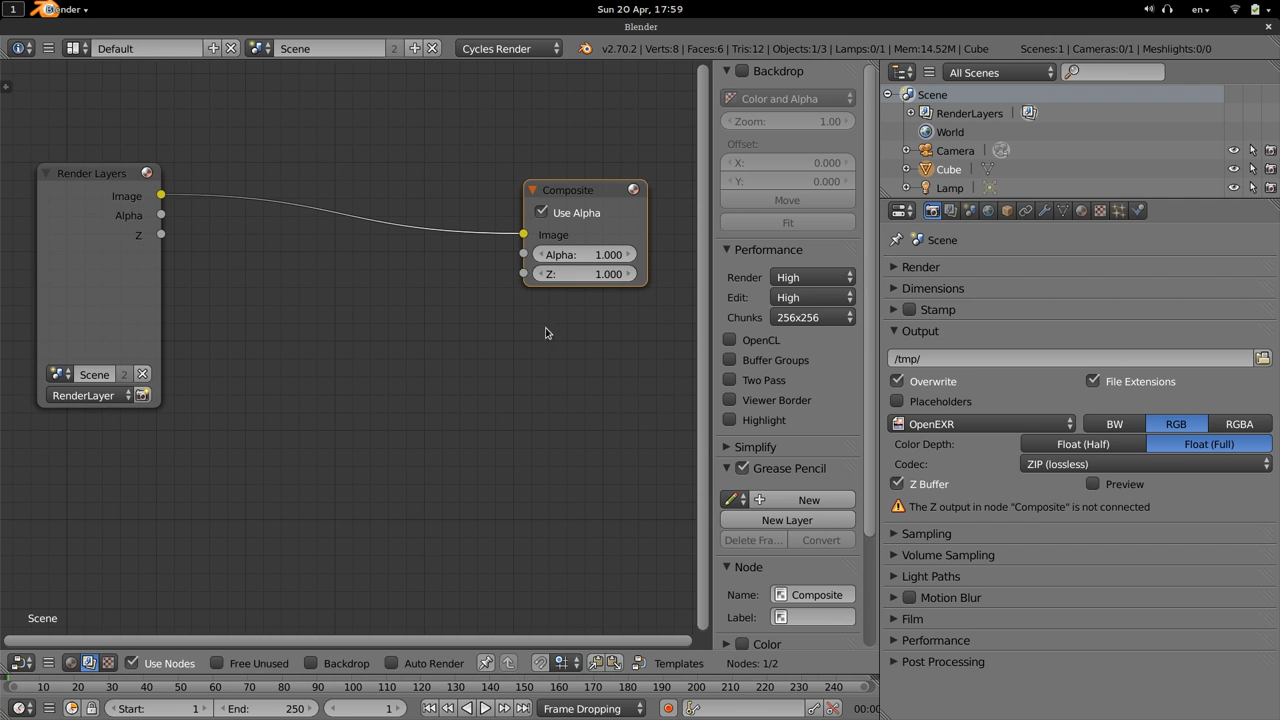 1 Blender Sun 20 Apr, 17:59 en
Blender
Default Scene 2 Cycles Render v2.70.2 | Verts:8 | Faces:6 | Tris:12 | Objects:1/3 | Lamps:0/1 | Mem:14.52M | Cube Scenes:1 | Cameras:0/1 | Meshlights:0/0
Render Layers
Image
Alpha
Z
Scene 2
RenderLayer
Composite
Use Alpha
Image
Alpha: 1.000
Z: 1.000
Scene
Backdrop
Color and Alpha
Zoom: 1.00
Offset:
X: 0.000
Y: 0.000
Move
Fit
Performance
Render High
Edit: High
Chunks 256x256
OpenCL
Buffer Groups
Two Pass
Viewer Border
Highlight
Simplify
Grease Pencil
New
New Layer
Delete Fra... Convert
Node
Name: Composite
Label:
Color
All Scenes
Scene
RenderLayers
World
Camera
Cube
Lamp
Scene
Render
Dimensions
Stamp
Output
/tmp/
Overwrite File Extensions
Placeholders
OpenEXR BW RGB RGBA
Color Depth: Float (Half) Float (Full)
Codec: ZIP (lossless)
Z Buffer Preview
The Z output in node "Composite" is not connected
Sampling
Volume Sampling
Light Paths
Motion Blur
Film
Performance
Post Processing
Use Nodes Free Unused Backdrop Auto Render Templates Nodes: 1/2
10 20 30 40 50 60 70 80 90 100 110 120 130 140 150 160 170 180 190 200 210 220 230 240
Start: 1 End: 250 1 Frame Dropping 00:00